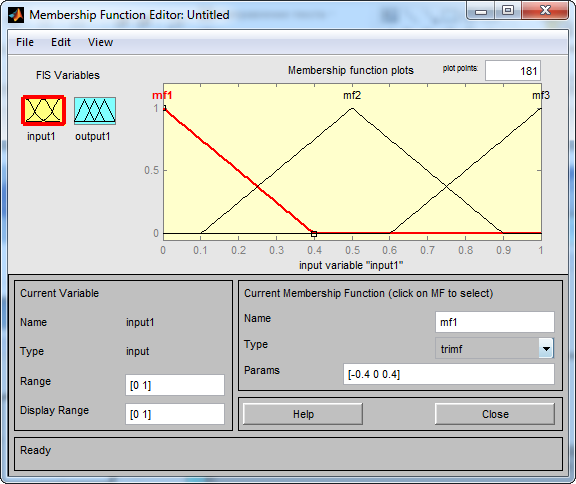 Membership Function Editor: Untitled
File Edit View
FIS Variables
Membership function plots
plot points: 181
input1
output1
mf1 mf2 mf3
1
0.5
0
0 0.1 0.2 0.3 0.4 0.5 0.6 0.7 0.8 0.9 1
input variable "input1"
Current Variable
Name input1
Type input
Range [0 1]
Display Range [0 1]
Current Membership Function (click on MF to select)
Name mf1
Type trimf
Params [-0.4 0 0.4]
Help Close
Ready